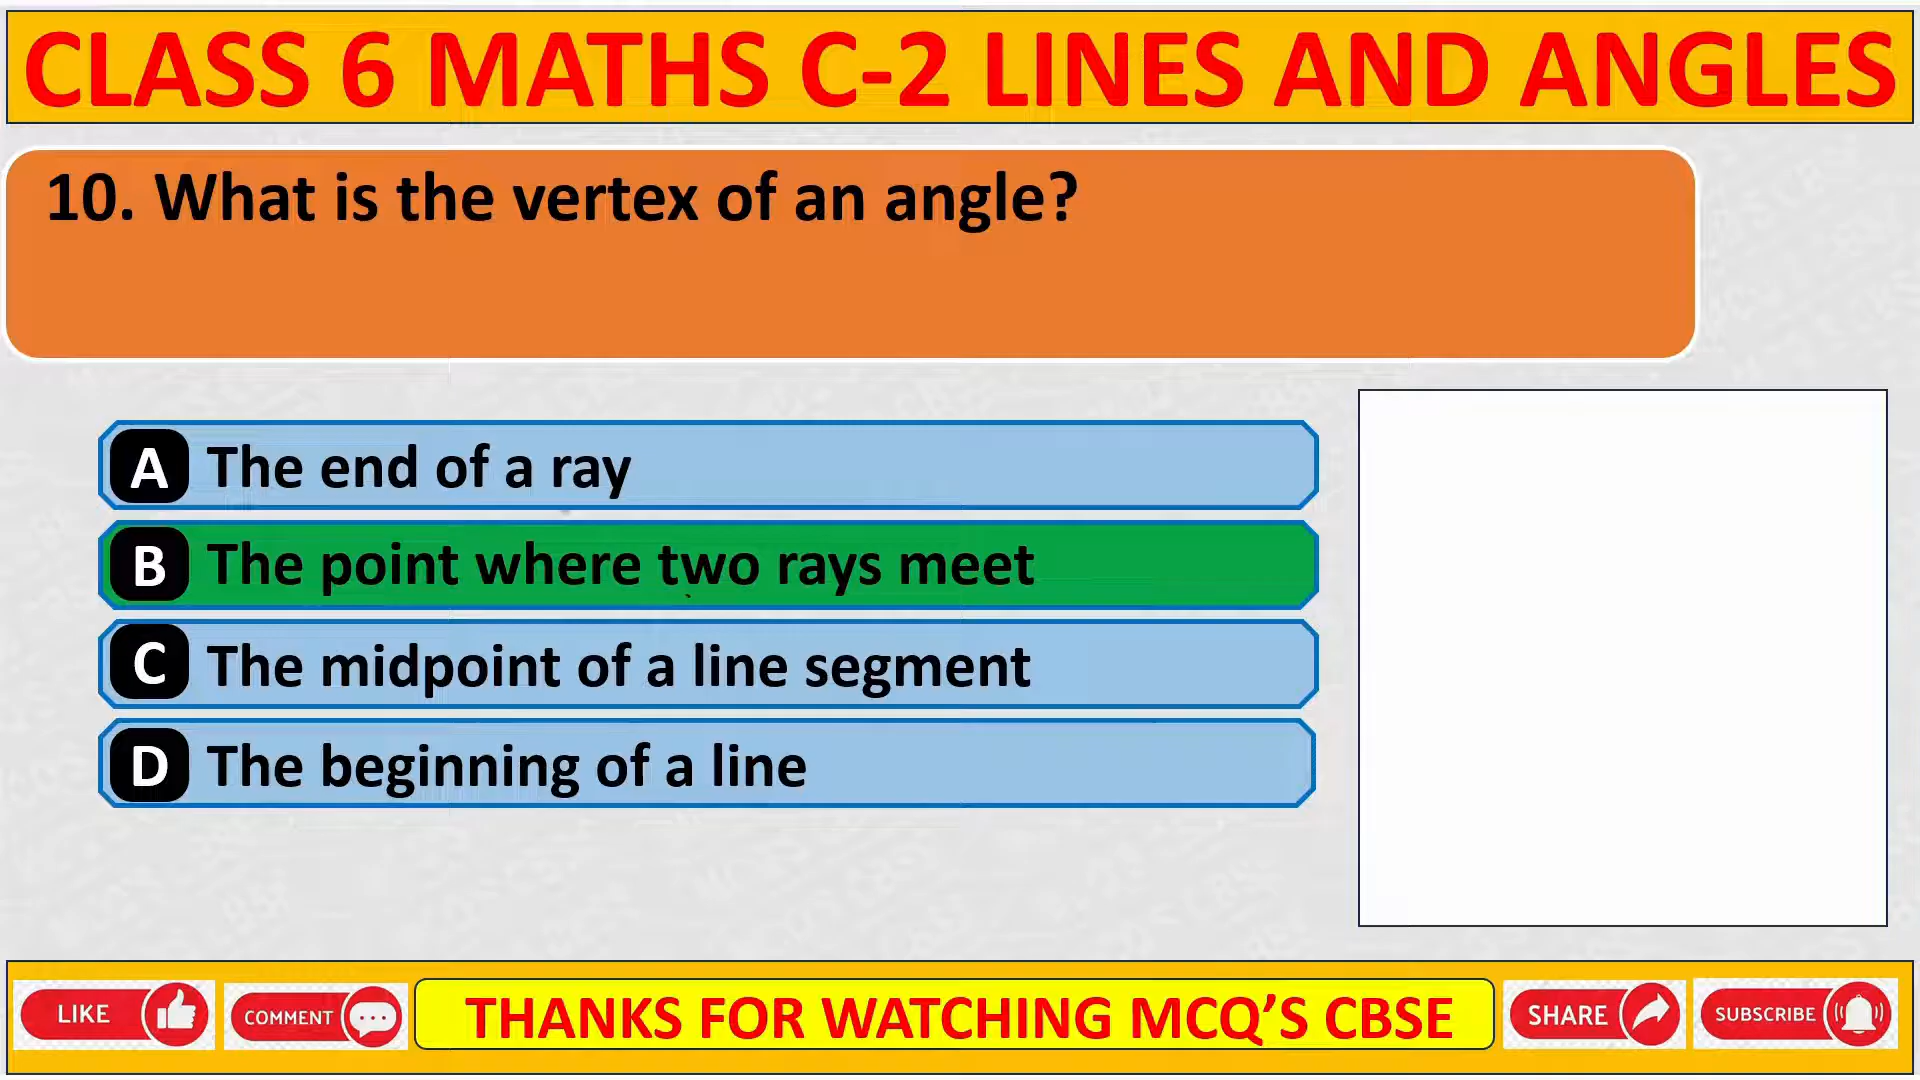 CLASS 6 MATHS C-2 LINES AND ANGLES
10. What is the vertex of an angle?
A The end of a ray
B The point where two rays meet
C The midpoint of a line segment
D The beginning of a line
LIKE COMMENT THANKS FOR WATCHING MCQ’S CBSE SHARE SUBSCRIBE